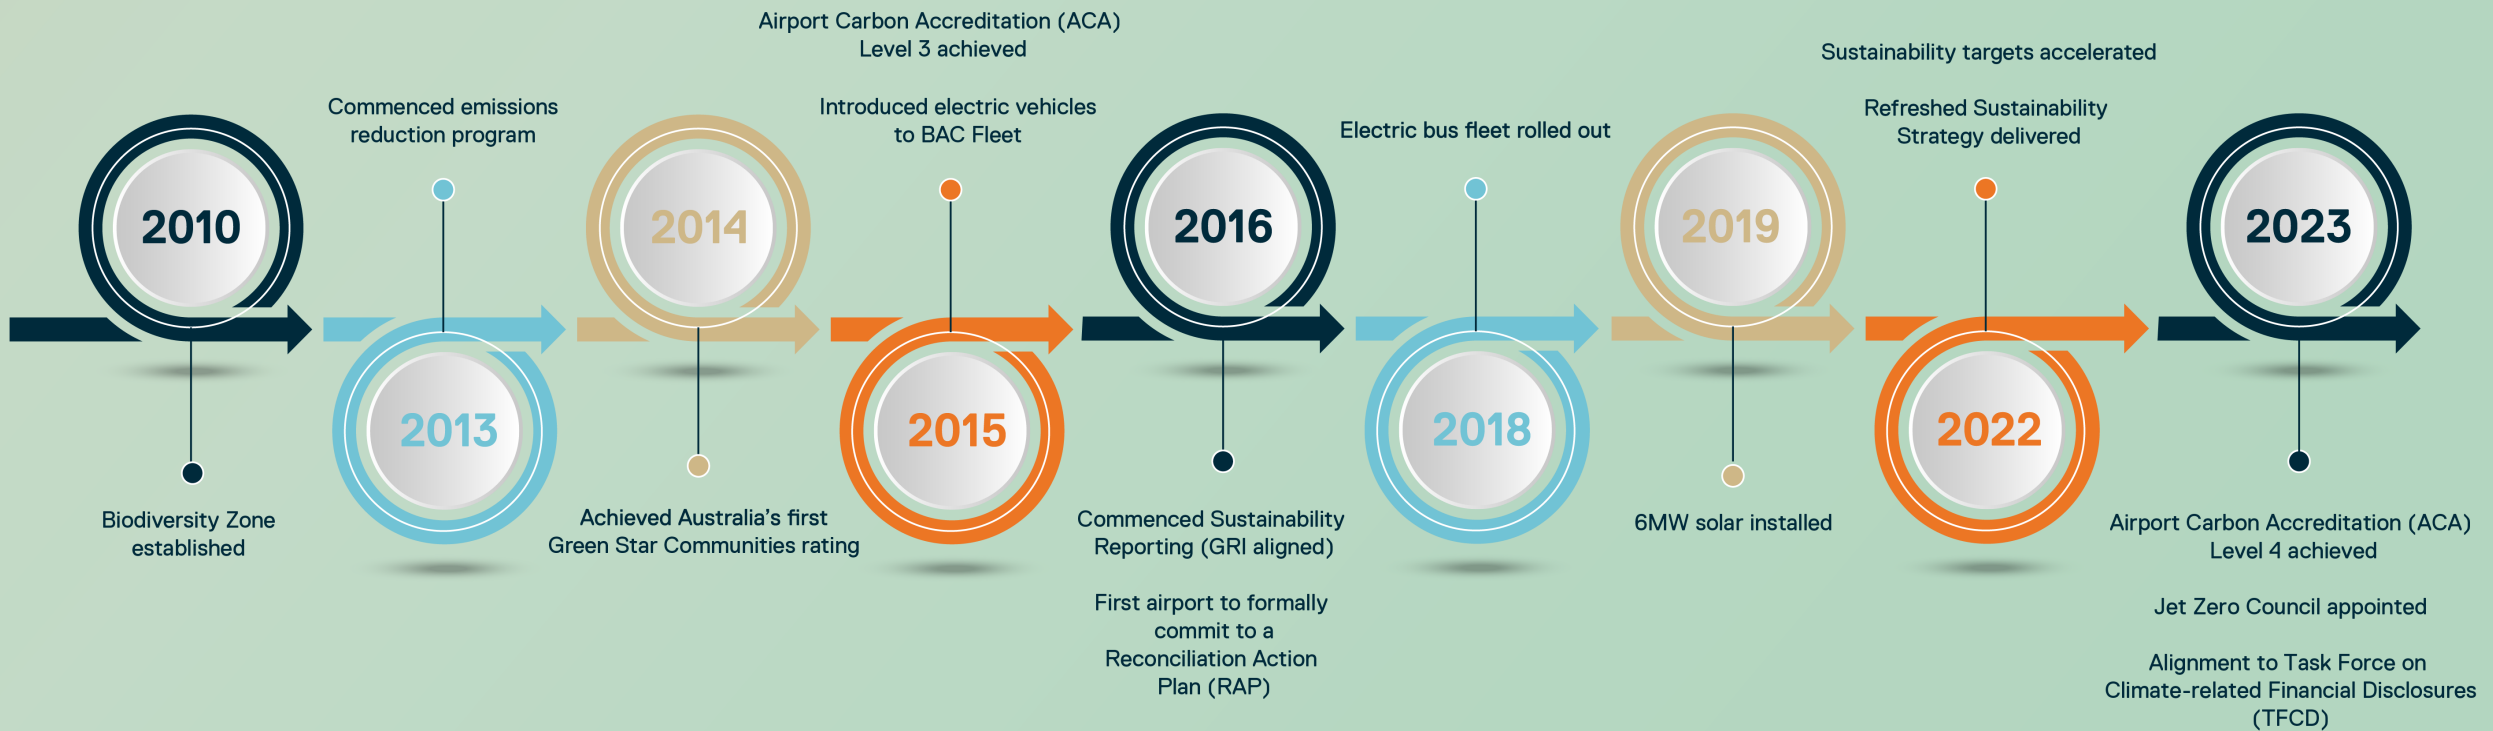 2010
Biodiversity Zone
established
Commenced emissions
reduction program
2013
2014
Achieved Australia’s first
Green Star Communities rating
Airport Carbon Accreditation (ACA)
Level 3 achieved
Introduced electric vehicles
to BAC Fleet
2015
2016
Commenced Sustainability
Reporting (GRI aligned)
First airport to formally
commit to a
Reconciliation Action
Plan (RAP)
Electric bus fleet rolled out
2018
2019
6MW solar installed
Sustainability targets accelerated
Refreshed Sustainability
Strategy delivered
2022
2023
Airport Carbon Accreditation (ACA)
Level 4 achieved
Jet Zero Council appointed
Alignment to Task Force on
Climate-related Financial Disclosures
(TFCD)